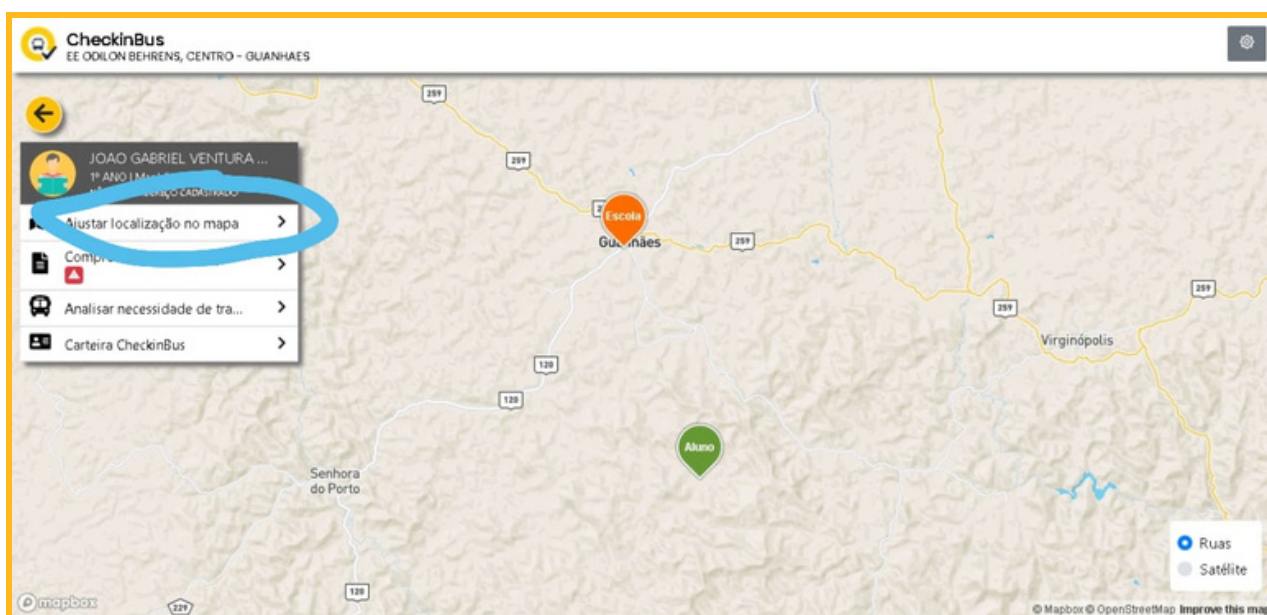 CheckinBus
EE ODILON BEHRENS, CENTRO - GUANHAES
JOAO GABRIEL VENTURA ...
1º ANO |
CADASTRADO
Ajustar localização no mapa
Analisar necessidade de tra...
Carteira CheckinBus
259
259
Escola
Guanhães
259
259
259
Virginópolis
120
120
Aluno
Senhora
do Porto
120
229
Ruas
Satélite
mapbox
© Mapbox © OpenStreetMap Improve this map